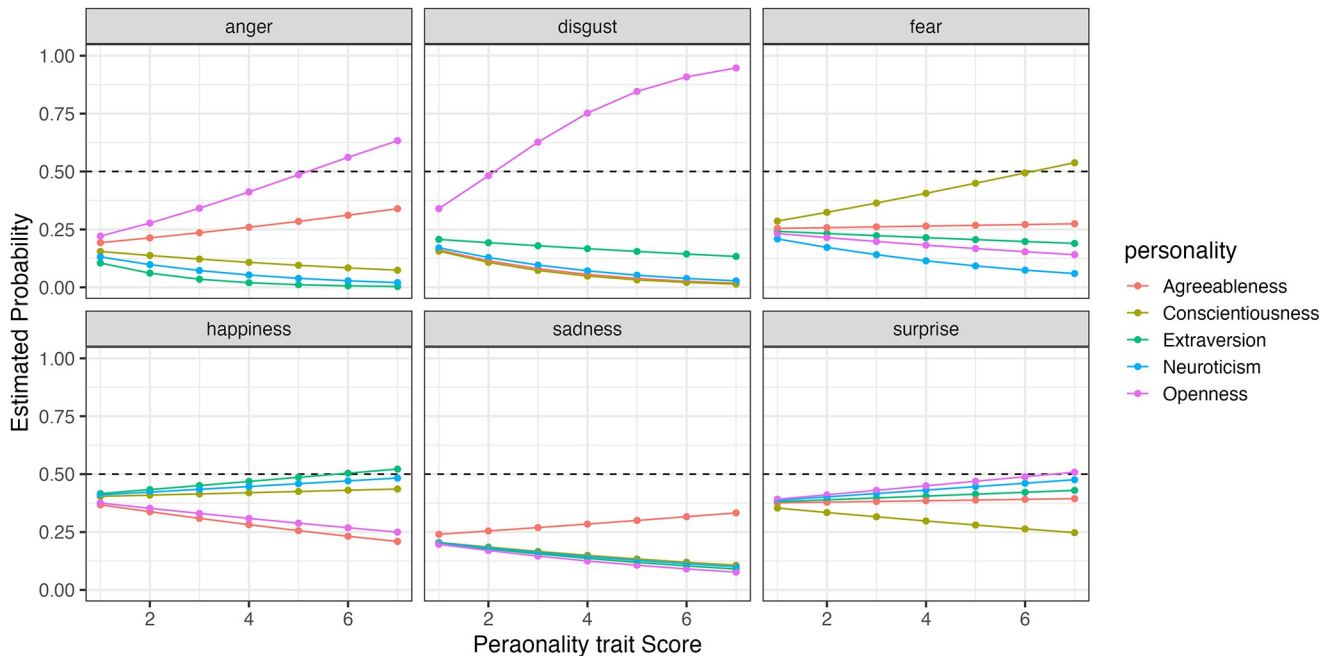 anger disgust fear
1.00
0.75
0.50
0.25
0.00
happiness sadness surprise
1.00
0.75
0.50
0.25
0.00
2 4 6 2 4 6 2 4 6
Peraonality trait Score
Estimated Probability
personality
Agreeableness
Conscientiousness
Extraversion
Neuroticism
Openness